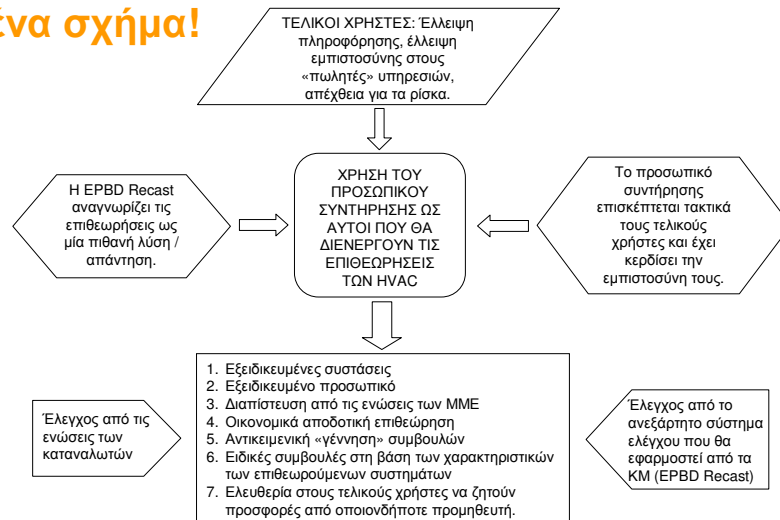 ένα σχήμα!
ΤΕΛΙΚΟΙ ΧΡΗΣΤΕΣ: Έλλειψη
πληροφόρησης, έλλειψη
εμπιστοσύνης στους
«πωλητές» υπηρεσιών,
απέχθεια για τα ρίσκα.
Η EPBD Recast
αναγνωρίζει τις
επιθεωρήσεις ως
μία πιθανή λύση /
απάντηση.
ΧΡΗΣΗ ΤΟΥ
ΠΡΟΣΩΠΙΚΟΥ
ΣΥΝΤΗΡΗΣΗΣ ΩΣ
ΑΥΤΟΙ ΠΟΥ ΘΑ
ΔΙΕΝΕΡΓΟΥΝ ΤΙΣ
ΕΠΙΘΕΩΡΗΣΕΙΣ
ΤΩΝ HVAC
Το προσωπικό
συντήρησης
επισκέπτεται τακτικά
τους τελικούς
χρήστες και έχει
κερδίσει την
εμπιστοσύνη τους.
Έλεγχος από τις
ενώσεις των
καταναλωτών
1. Εξειδικευμένες συστάσεις
2. Εξειδικευμένο προσωπικό
3. Διαπίστευση από τις ενώσεις των ΜΜΕ
4. Οικονομικά αποδοτική επιθεώρηση
5. Αντικειμενική «γέννηση» συμβουλών
6. Ειδικές συμβουλές στη βάση των χαρακτηριστικών
των επιθεωρούμενων συστημάτων
7. Ελευθερία στους τελικούς χρήστες να ζητούν
προσφορές από οποιονδήποτε προμηθευτή.
Έλεγχος από το
ανεξάρτητο σύστημα
ελέγχου που θα
εφαρμοστεί από τα
ΚΜ (EPBD Recast)